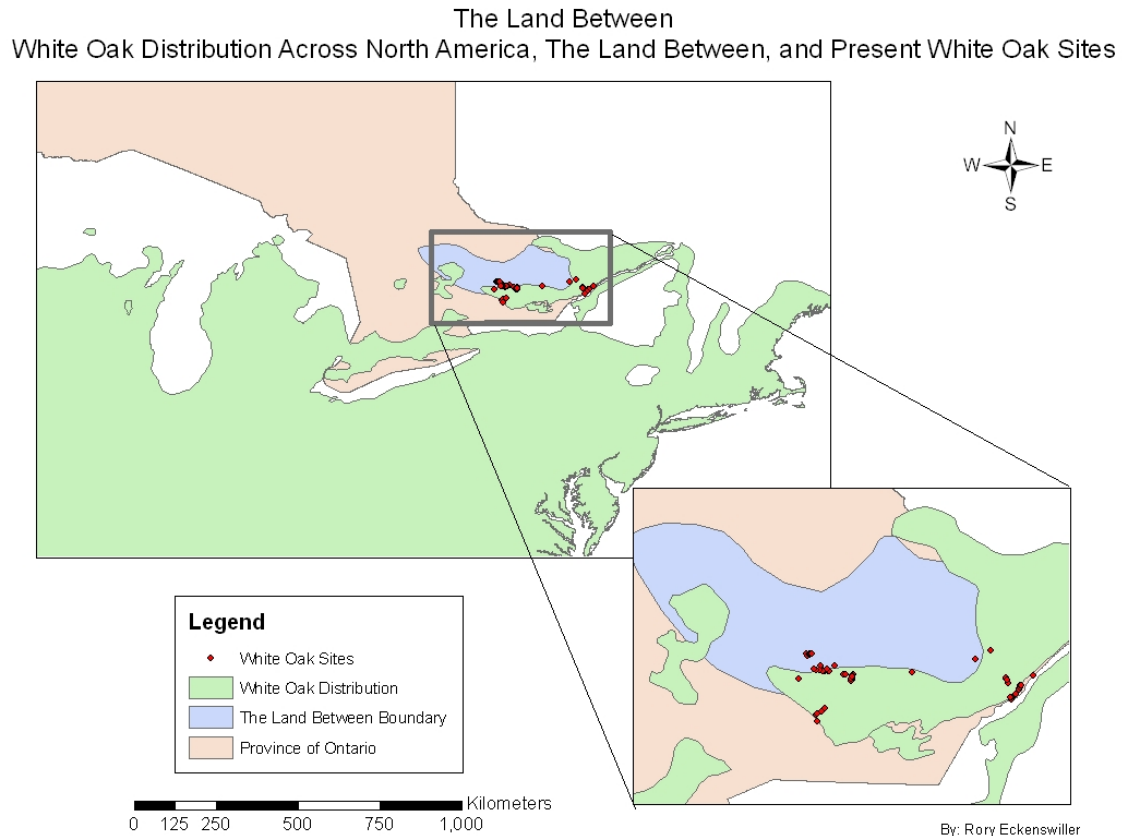 The Land Between
White Oak Distribution Across North America, The Land Between, and Present White Oak Sites
N
W E
S
Legend
White Oak Sites
White Oak Distribution
The Land Between Boundary
Province of Ontario
Kilometers
0 125 250 500 750 1,000
By: Rory Eckenswiller